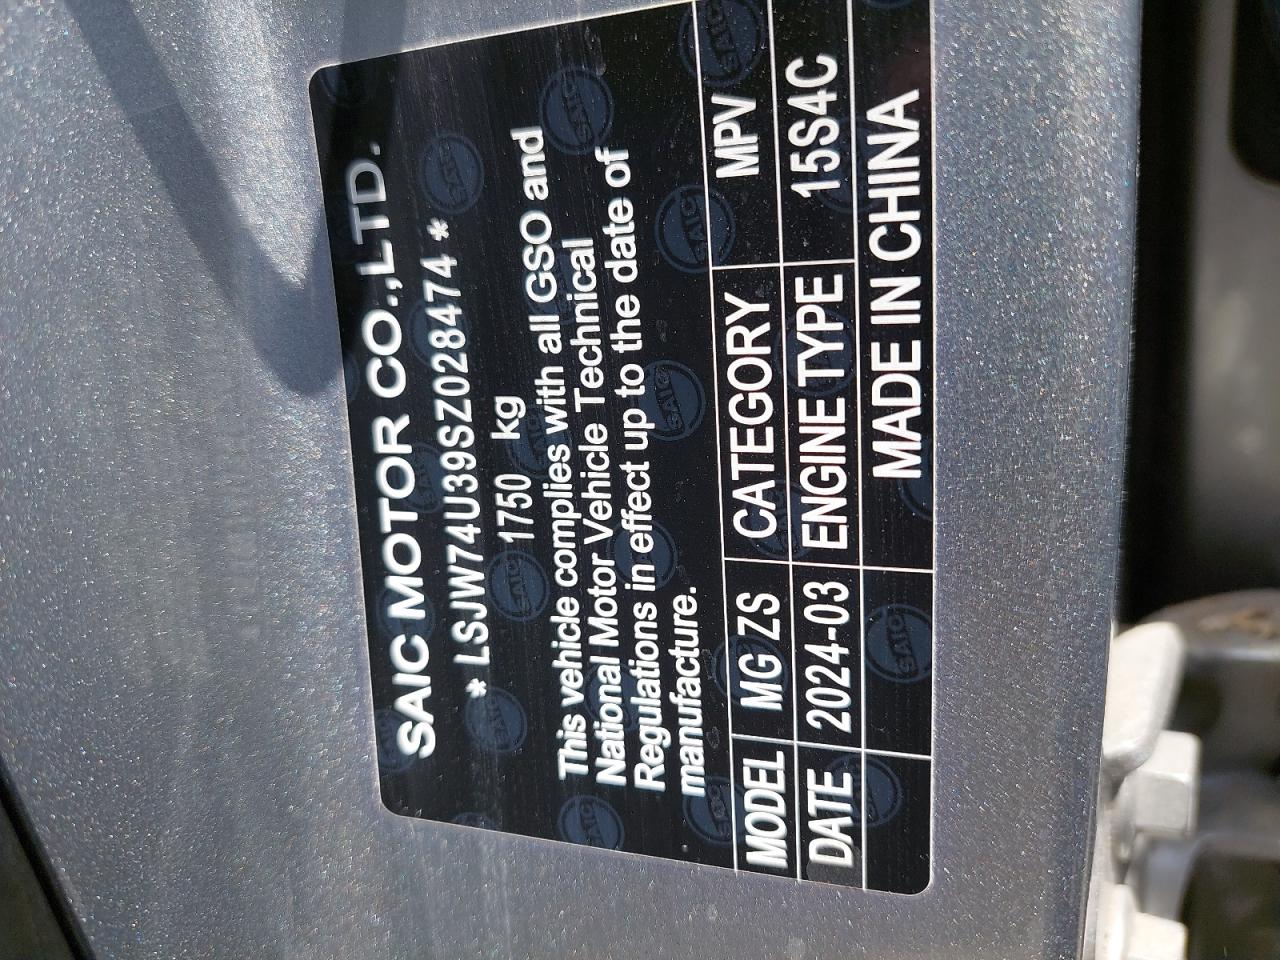 SAIC MOTOR CO.,LTD.
* LSJW74U39SZ028474 *
1750 kg
This vehicle complies with all GSO and
National Motor Vehicle Technical
Regulations in effect up to the date of
manufacture.
MODEL MG ZS CATEGORY MPV
DATE 2024-03 ENGINE TYPE 15S4C
MADE IN CHINA